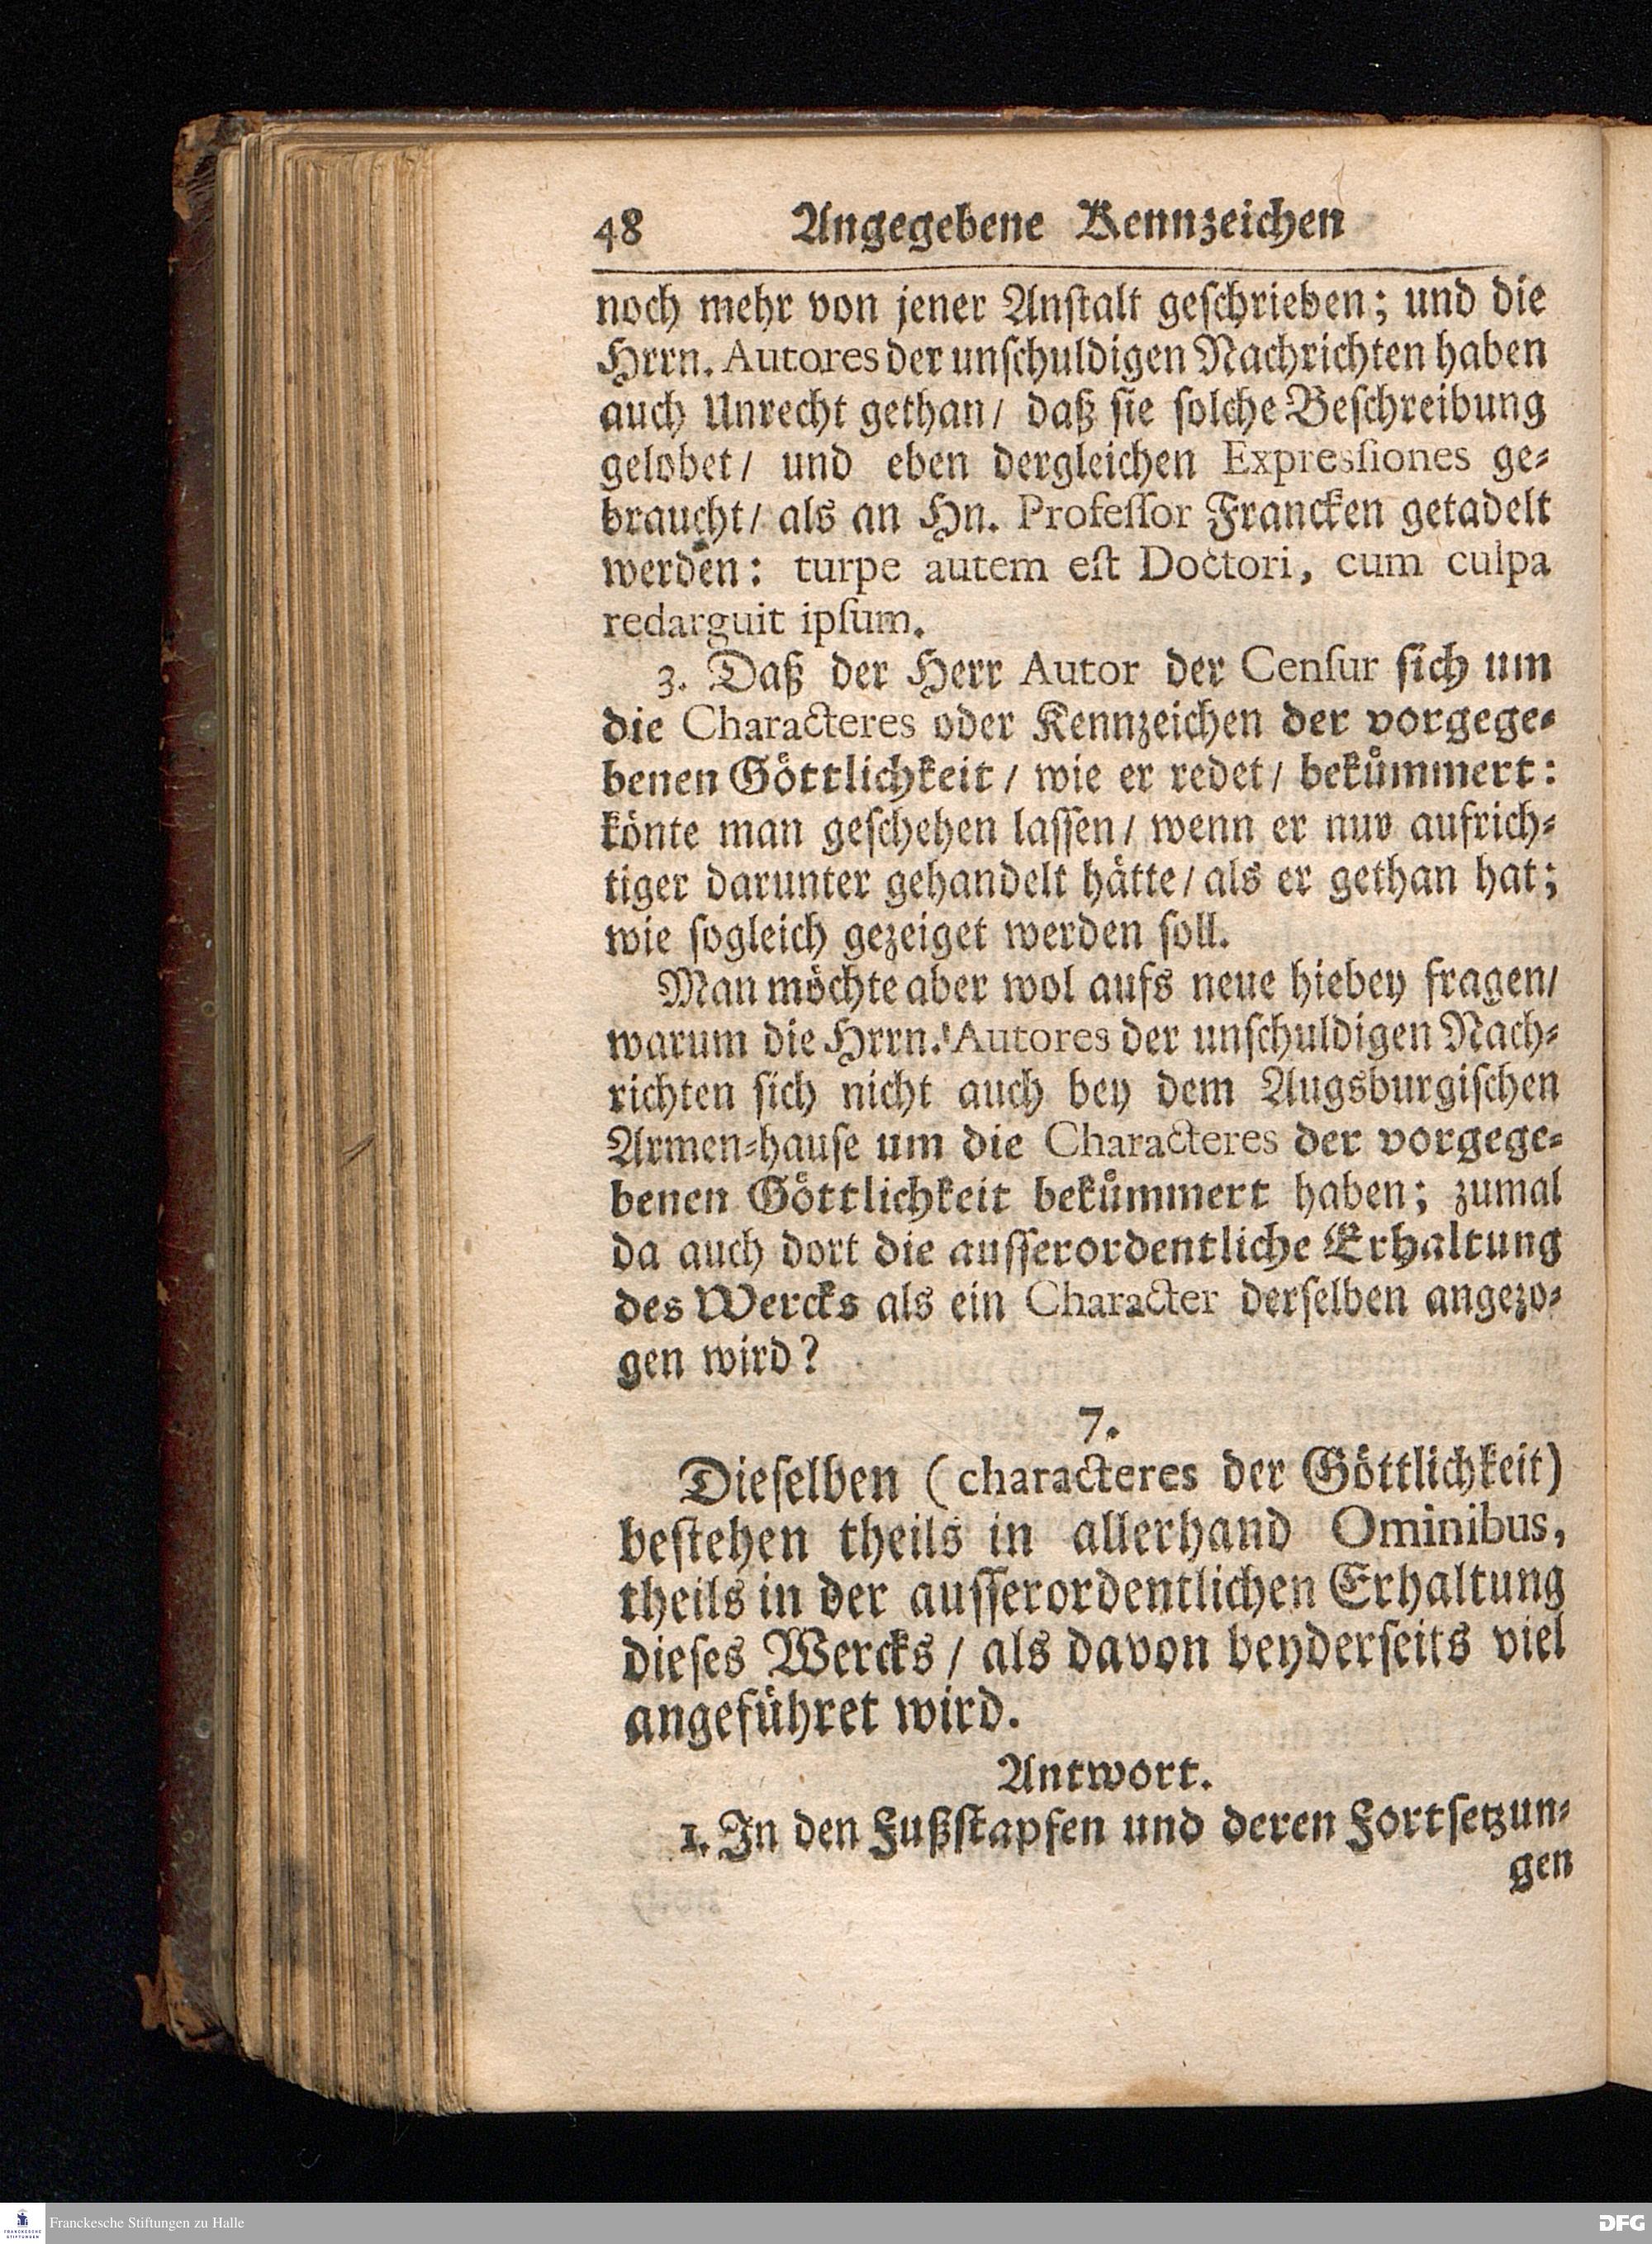 48 Angegebene Kennzeichen
noch mehr von jener Anstalt geschrieben; und die
Hrrn. Autores der unschuldigen Nachrichten haben
auch Unrecht gethan/ daß sie solche Beschreibung
gelobet/ und eben dergleichen Expressiones ge-
braucht/ als an Hn. Professor Francken getadelt
werden: turpe autem est Doctori, cum culpa
redarguit ipsum.
3. Daß der Herr Autor der Censur sich um
die Characteres oder Kennzeichen der vorgege-
benen Göttlichkeit/ wie er redet/ bekümmert:
könte man geschehen lassen/ wenn er nur aufrich-
tiger darunter gehandelt hätte/ als er gethan hat;
wie sogleich gezeiget werden soll.
Man möchte aber wol aufs neue hiebey fragen/
warum die Hrrn. Autores der unschuldigen Nach-
richten sich nicht auch bey dem Augsburgischen
Armen-hause um die Characteres der vorgege-
benen Göttlichkeit bekümmert haben; zumal
da auch dort die ausserordentliche Erhaltung
des Wercks als ein Character derselben angezo-
gen wird?
7.
Dieselben (characteres der Göttlichkeit)
bestehen theils in allerhand Ominibus,
theils in der ausserordentlichen Erhaltung
dieses Wercks/ als davon beyderseits viel
angeführet wird.
Antwort.
1. In den Fußstapfen und deren Fortsetzun-
gen
Franckesche Stiftungen zu Halle
DFG